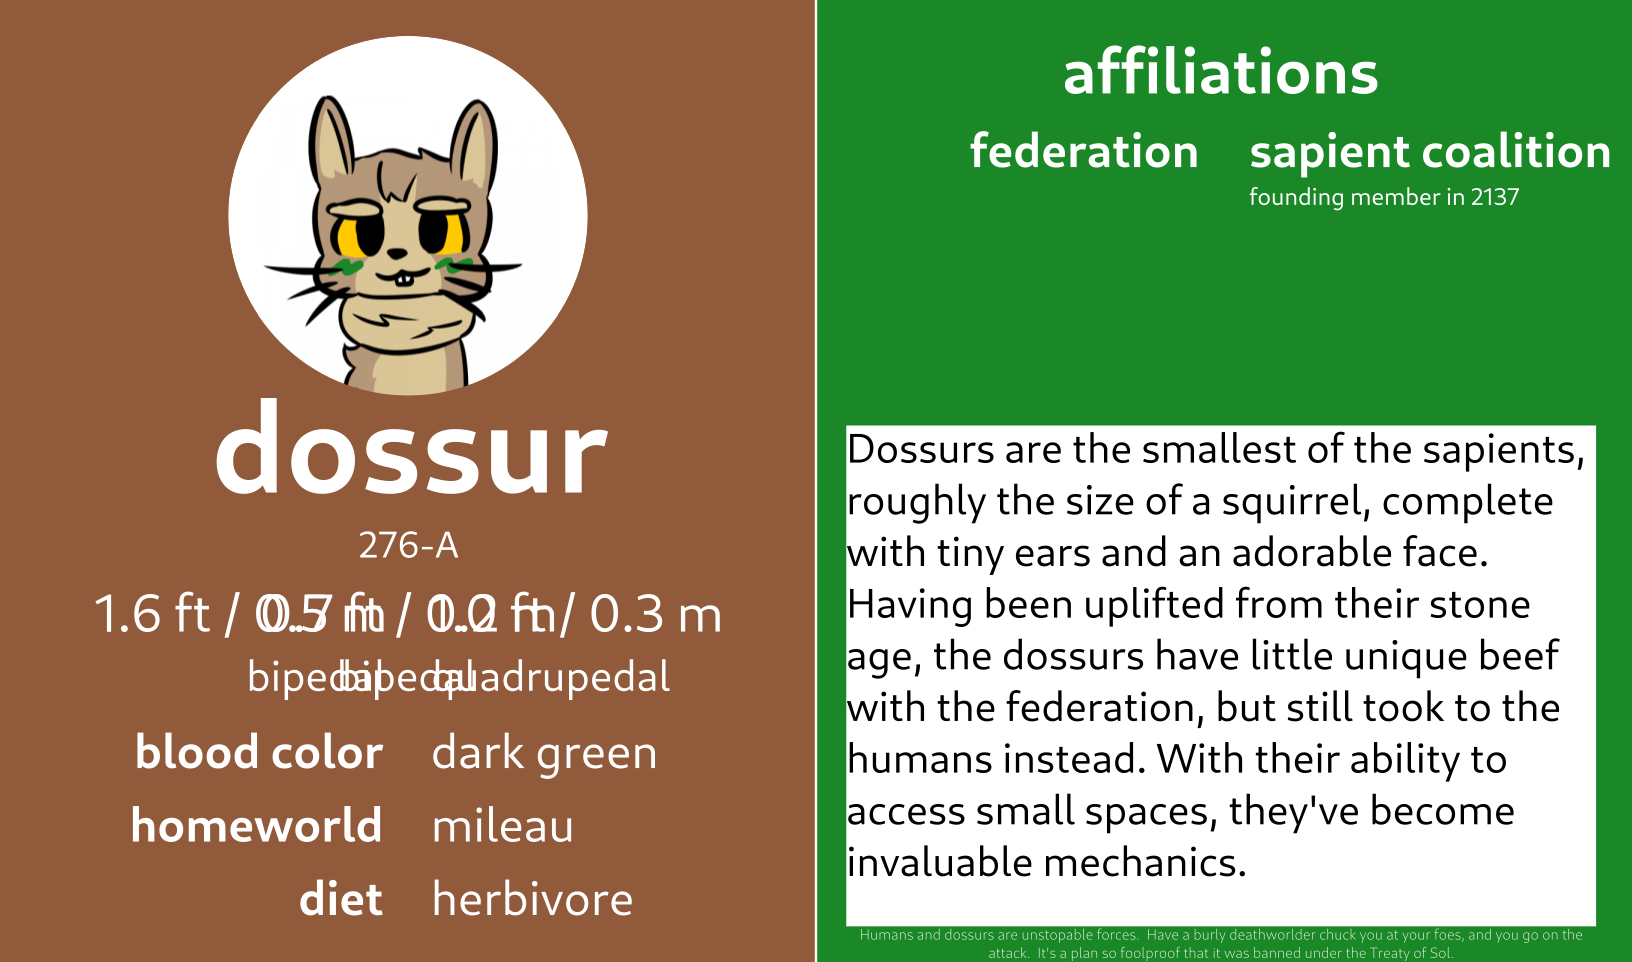 dossur
276-A
1.6 ft / 0.5 m
0.7 ft / 0.2 m
1.0 ft / 0.3 m
bipedal
bipedal
quadrupedal
blood color dark green
homeworld mileau
diet herbivore
affiliations
federation sapient coalition
founding member in 2137
Dossurs are the smallest of the sapients,
roughly the size of a squirrel, complete
with tiny ears and an adorable face.
Having been uplifted from their stone
age, the dossurs have little unique beef
with the federation, but still took to the
humans instead. With their ability to
access small spaces, they've become
invaluable mechanics.
Humans and dossurs are unstopable forces. Have a burly deathworlder chuck you at your foes, and you go on the
attack. It's a plan so foolproof that it was banned under the Treaty of Sol.